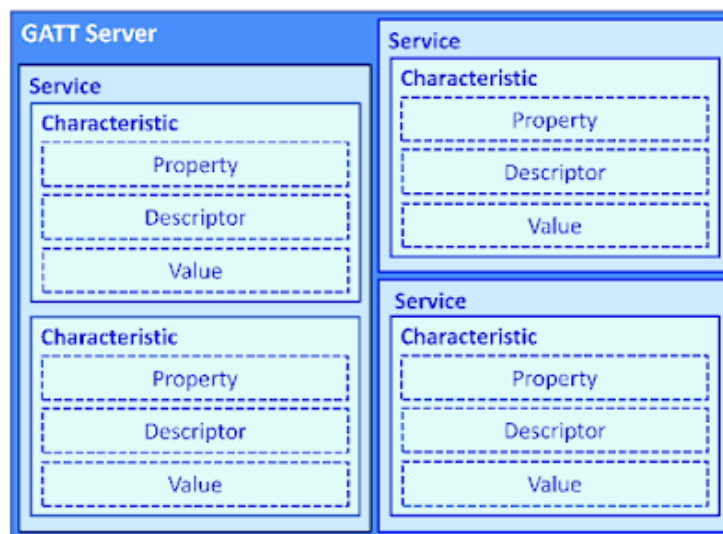 GATT Server
Service
Characteristic
Property
Descriptor
Value
Characteristic
Property
Descriptor
Value
Service
Characteristic
Property
Descriptor
Value
Service
Characteristic
Property
Descriptor
Value